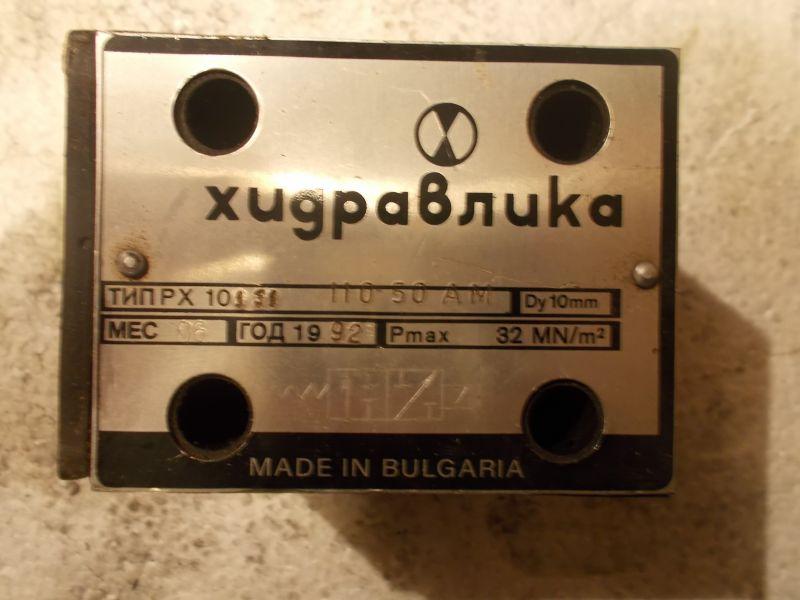 хидравлика
ТИП РХ 10 110-50 АМ Dy 10mm
МЕС 06 ГОД 19 92 Pmax 32 MN/m²
MADE IN BULGARIA